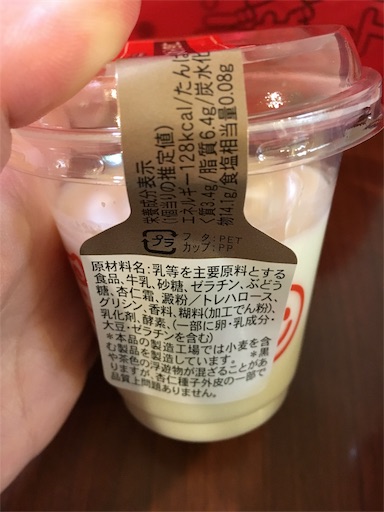 栄養成分表示
(1個当りの推定値)
エネルギー128kcal/たんぱ
く質3.4g/脂質6.4g/炭水化
物14.1g/食塩相当量0.08g
プラ
フタ:PET
カップ:PP
原材料名:乳等を主要原料とする
食品、牛乳、砂糖、ゼラチン、ぶどう
糖、杏仁霜、澱粉/トレハロース、
グリシン、香料、糊料(加工でん粉)、
乳化剤、酵素、(一部に卵・乳成分・
大豆・ゼラチンを含む)
*本品の製造工場では小麦を含
む製品を製造しています。 *黒
や茶色の浮遊物が混ざることがあ
りますが、杏仁種子外皮の一部で
品質上問題ありません。